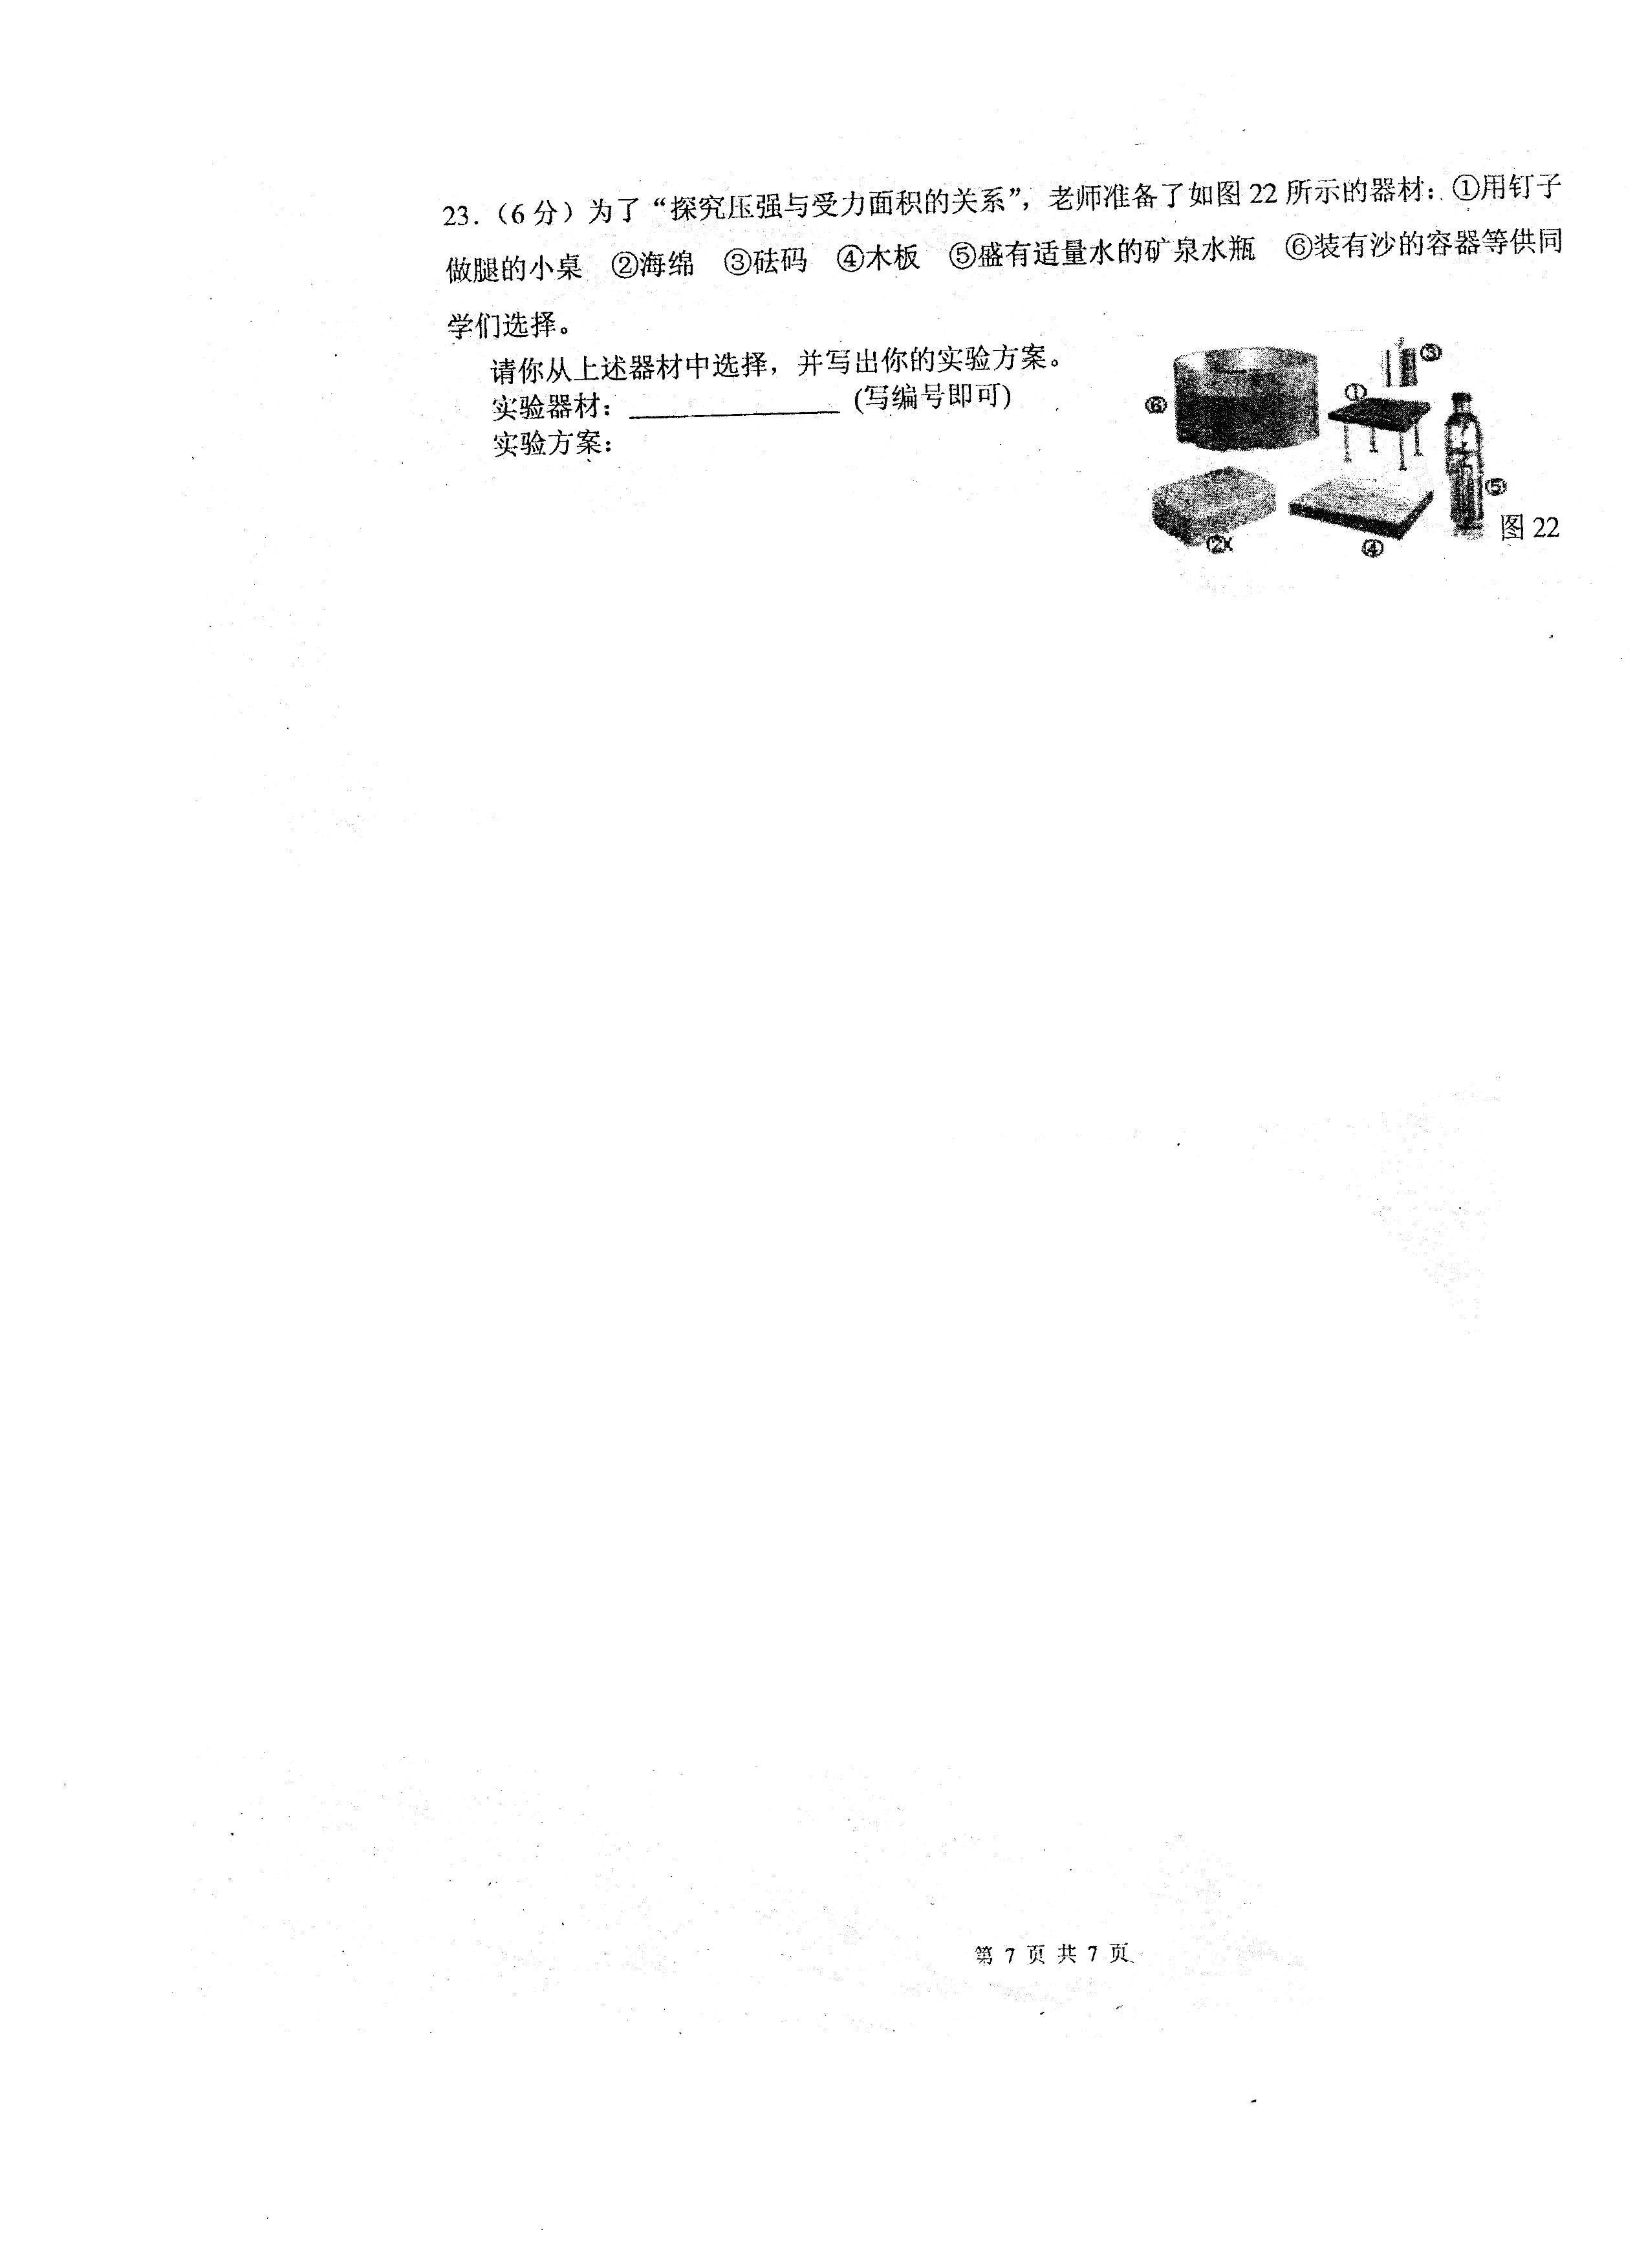 23.（6分）为了“探究压强与受力面积的关系”，老师准备了如图22所示的器材：①用钉子
做腿的小桌 ②海绵 ③砝码 ④木板 ⑤盛有适量水的矿泉水瓶 ⑥装有沙的容器等供同
学们选择。
请你从上述器材中选择，并写出你的实验方案。
实验器材：_______________ (写编号即可)
实验方案：
③
①
⑥
⑤
图22
②
④
第 7 页 共 7 页